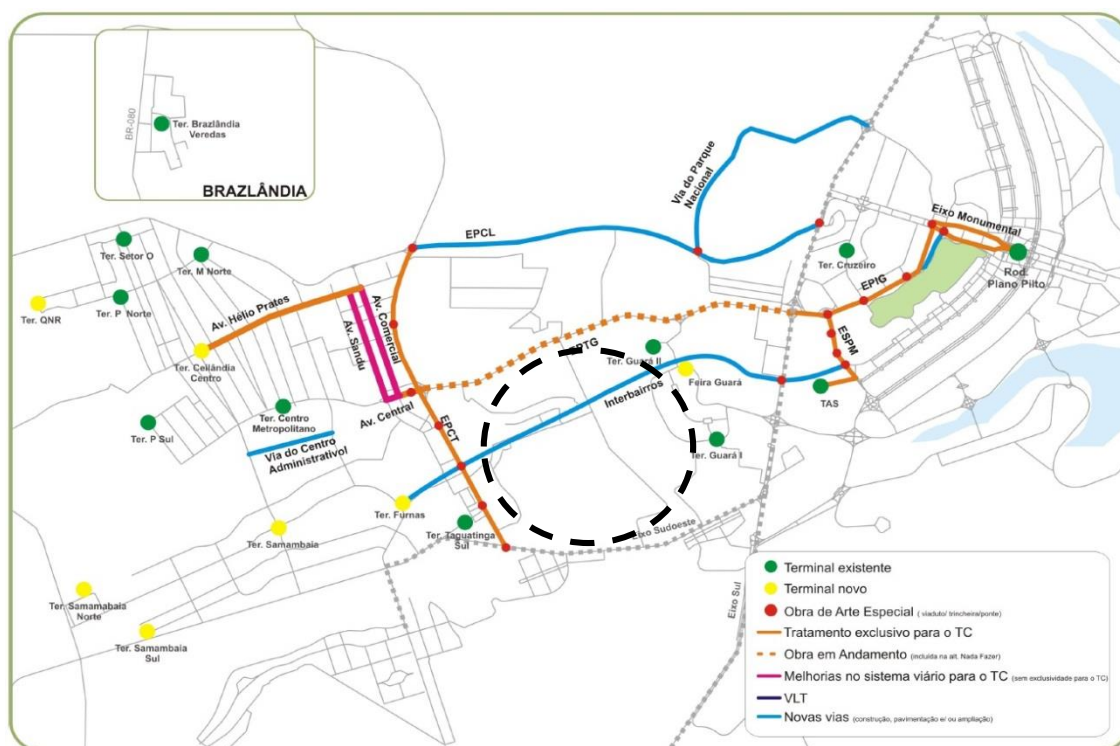 BR-080
Ter. Brazlândia
Veredas
BRAZLÂNDIA
Via do Parque
Nacional
EPCL
Eixo Monumental
Ter. Cruzeiro
Rod.
Plano Pilto
EPIG
Ter. Setor O
Ter. M Norte
Ter. QNR
Ter. P Norte
Av. Hélio Prates
Av. Comercial
Av. Sandu
Ter. Ceilândia
Centro
ESPM
Ter. Guará II
Feira Guará
Interbairros
TAS
Av. Central
EPCT
Ter. Centro
Metropolitano
Ter. P Sul
Via do Centro
Administrativol
Ter. Guará I
Ter. Furnas
Ter. Taguatinga
Sul
Eixo Sudoeste
Ter. Samambaia
Eixo Sul
Ter. Samamabaia
Norte
Ter. Samambaia
Sul
Terminal existente
Terminal novo
Obra de Arte Especial ( viaduto/ trincheira/ponte)
Tratamento exclusivo para o TC
Obra em Andamento (incluída na alt. Nada Fazer)
Melhorias no sistema viário para o TC (sem exclusividade para o TC)
VLT
Novas vias (construção, pavimentação e/ ou ampliação)